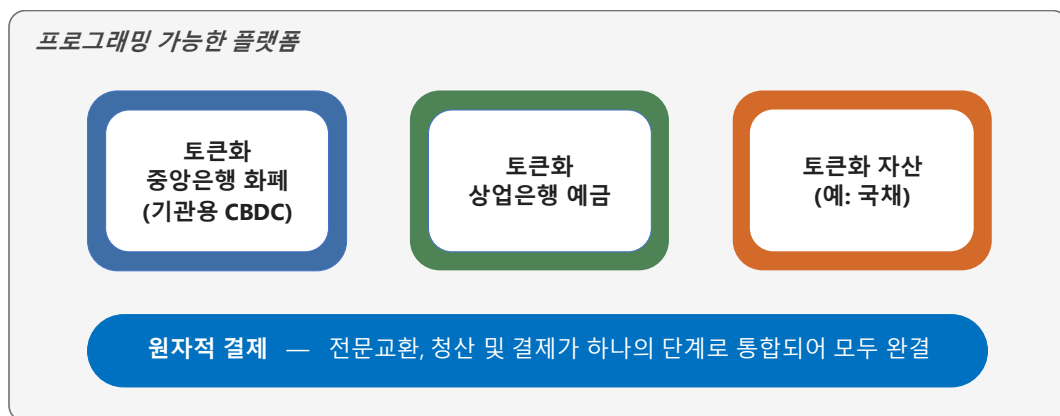 프로그래밍 가능한 플랫폼
토큰화
중앙은행 화폐
(기관용 CBDC)
토큰화
상업은행 예금
토큰화 자산
(예: 국채)
원자적 결제 — 전문교환, 청산 및 결제가 하나의 단계로 통합되어 모두 완결